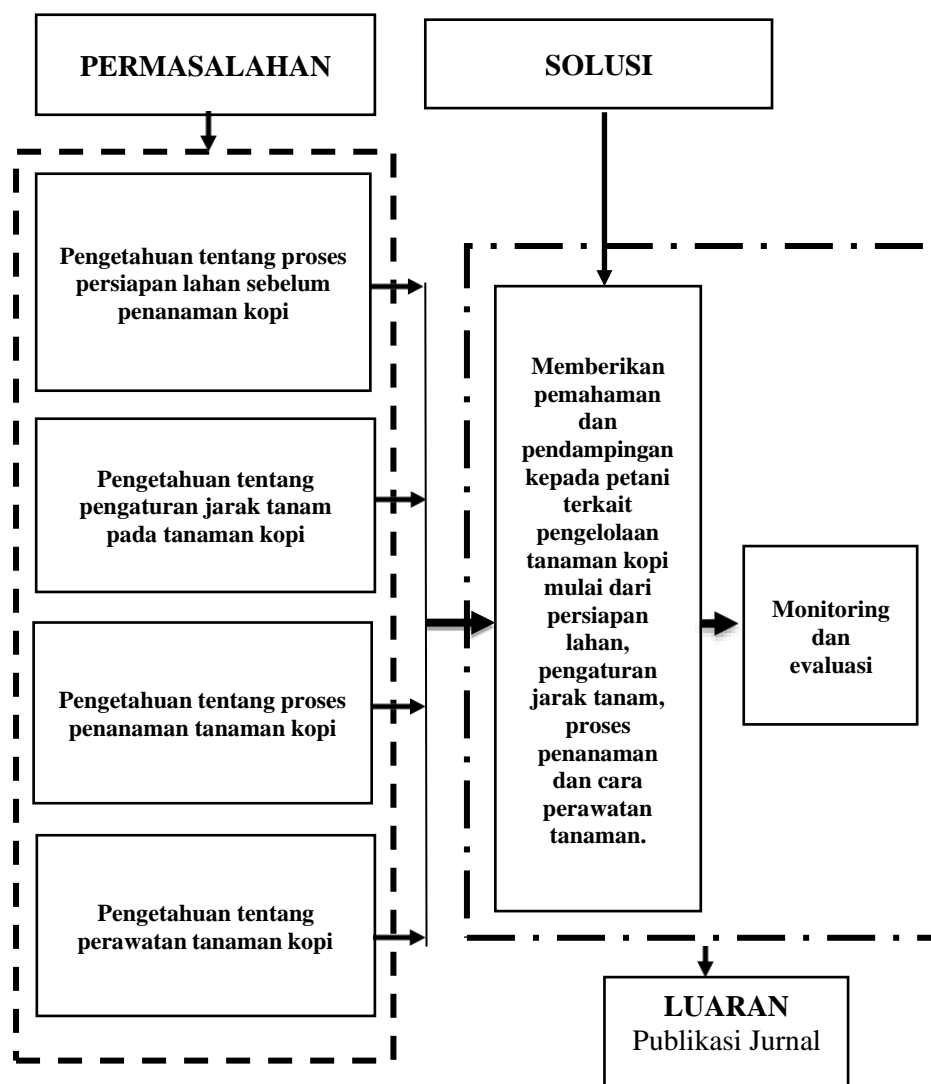 PERMASALAHAN
SOLUSI
Pengetahuan tentang proses
persiapan lahan sebelum
penanaman kopi
Pengetahuan tentang
pengaturan jarak tanam
pada tanaman kopi
Pengetahuan tentang proses
penanaman tanaman kopi
Pengetahuan tentang
perawatan tanaman kopi
Memberikan
pemahaman
dan
pendampingan
kepada petani
terkait
pengelolaan
tanaman kopi
mulai dari
persiapan
lahan,
pengaturan
jarak tanam,
proses
penanaman
dan cara
perawatan
tanaman.
Monitoring
dan
evaluasi
LUARAN
Publikasi Jurnal